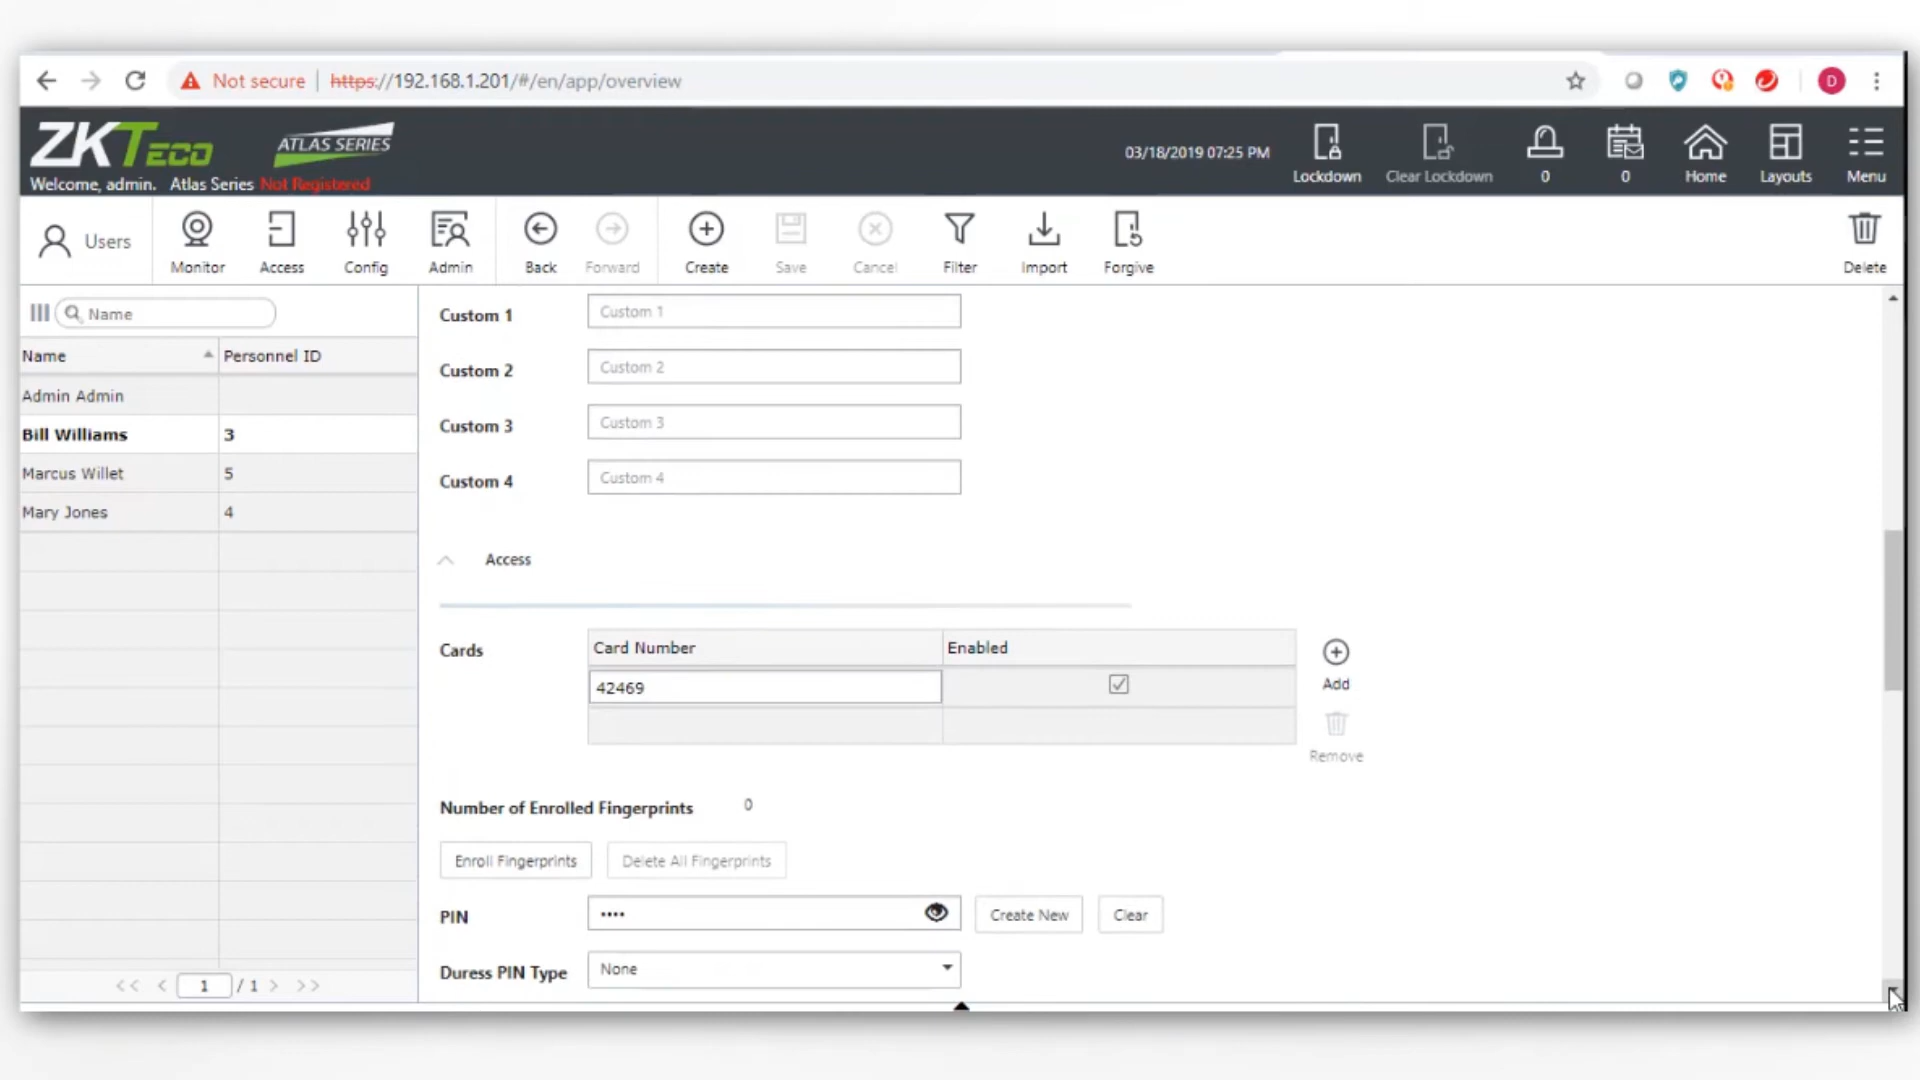 Not secure | https://192.168.1.201/#/en/app/overview
D
ZKTECO
ATLAS SERIES
Welcome, admin. Atlas Series Not Registered
03/18/2019 07:25 PM
Lockdown
Clear Lockdown
0
0
Home
Layouts
Menu
Users
Monitor
Access
Config
Admin
Back
Forward
Create
Save
Cancel
Filter
Import
Forgive
Delete
Name
Name Personnel ID
Admin Admin
Bill Williams 3
Marcus Willet 5
Mary Jones 4
<< < 1 / 1 > >>
Custom 1 Custom 1
Custom 2 Custom 2
Custom 3 Custom 3
Custom 4 Custom 4
Access
Cards
Card Number Enabled
42469
Add
Remove
Number of Enrolled Fingerprints 0
Enroll Fingerprints Delete All Fingerprints
PIN •••• Create New Clear
Duress PIN Type None